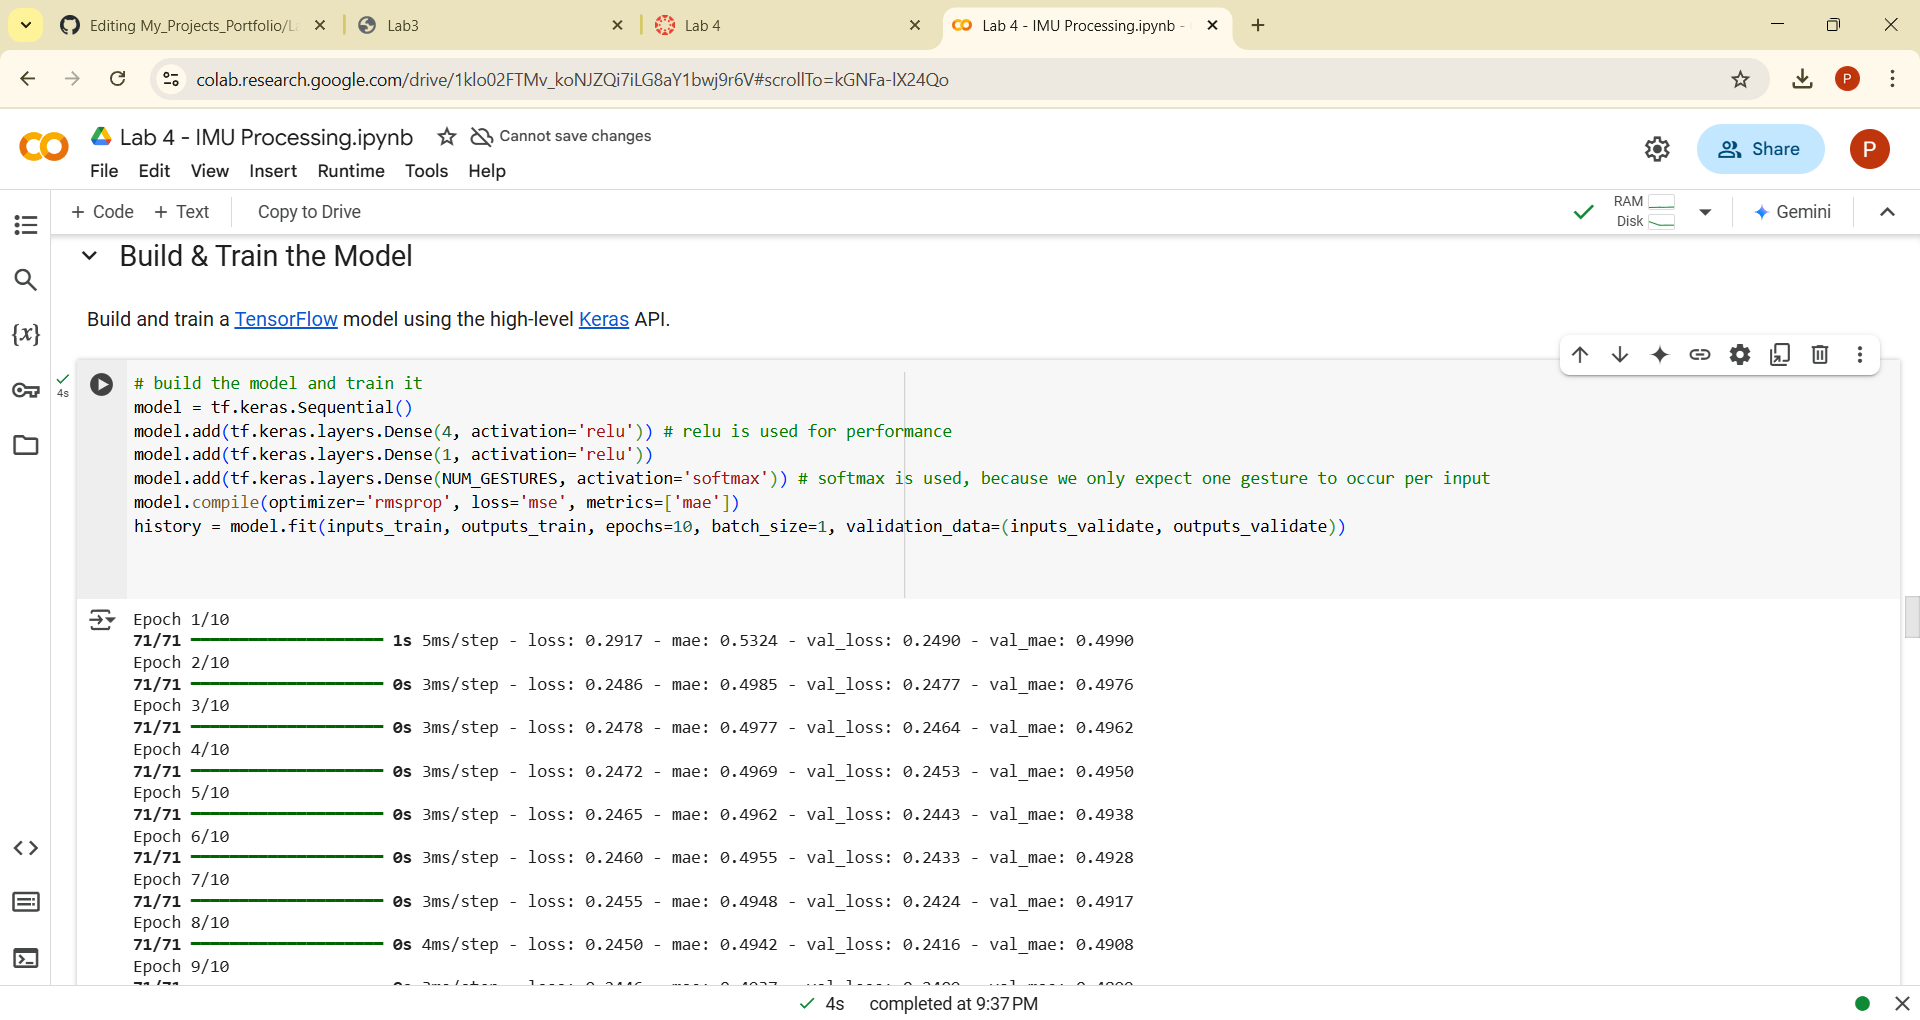 Editing My_Projects_Portfolio/La
Lab3
Lab 4
Lab 4 - IMU Processing.ipynb -
colab.research.google.com/drive/1klo02FTMv_koNJZQi7iLG8aY1bwj9r6V#scrollTo=kGNFa-lX24Qo
P
Lab 4 - IMU Processing.ipynb
Cannot save changes
File Edit View Insert Runtime Tools Help
Share
P
+ Code + Text
Copy to Drive
RAM
Disk
Gemini
Build & Train the Model
Build and train a TensorFlow model using the high-level Keras API.
4s
# build the model and train it
model = tf.keras.Sequential()
model.add(tf.keras.layers.Dense(4, activation='relu')) # relu is used for performance
model.add(tf.keras.layers.Dense(1, activation='relu'))
model.add(tf.keras.layers.Dense(NUM_GESTURES, activation='softmax')) # softmax is used, because we only expect one gesture to occur per input
model.compile(optimizer='rmsprop', loss='mse', metrics=['mae'])
history = model.fit(inputs_train, outputs_train, epochs=10, batch_size=1, validation_data=(inputs_validate, outputs_validate))
Epoch 1/10
71/71 1s 5ms/step - loss: 0.2917 - mae: 0.5324 - val_loss: 0.2490 - val_mae: 0.4990
Epoch 2/10
71/71 0s 3ms/step - loss: 0.2486 - mae: 0.4985 - val_loss: 0.2477 - val_mae: 0.4976
Epoch 3/10
71/71 0s 3ms/step - loss: 0.2478 - mae: 0.4977 - val_loss: 0.2464 - val_mae: 0.4962
Epoch 4/10
71/71 0s 3ms/step - loss: 0.2472 - mae: 0.4969 - val_loss: 0.2453 - val_mae: 0.4950
Epoch 5/10
71/71 0s 3ms/step - loss: 0.2465 - mae: 0.4962 - val_loss: 0.2443 - val_mae: 0.4938
Epoch 6/10
71/71 0s 3ms/step - loss: 0.2460 - mae: 0.4955 - val_loss: 0.2433 - val_mae: 0.4928
Epoch 7/10
71/71 0s 3ms/step - loss: 0.2455 - mae: 0.4948 - val_loss: 0.2424 - val_mae: 0.4917
Epoch 8/10
71/71 0s 4ms/step - loss: 0.2450 - mae: 0.4942 - val_loss: 0.2416 - val_mae: 0.4908
Epoch 9/10
4s completed at 9:37 PM